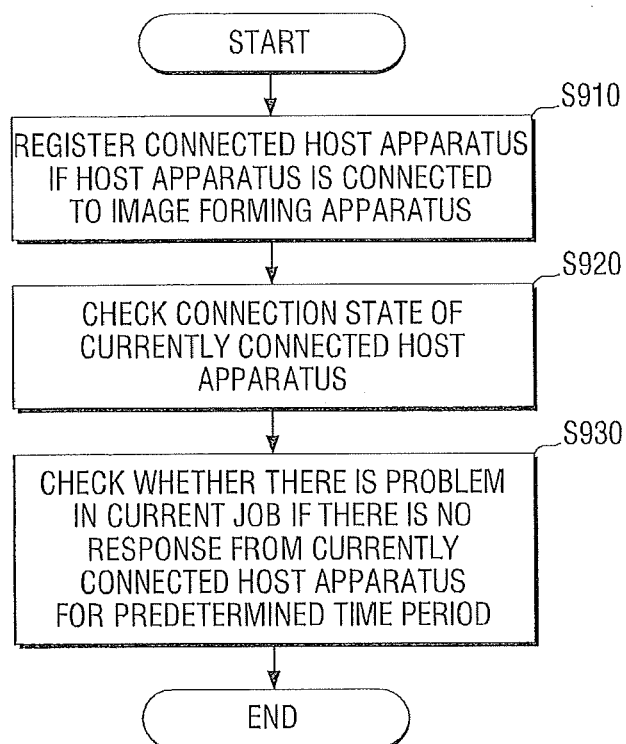 START
S910
REGISTER CONNECTED HOST APPARATUS
IF HOST APPARATUS IS CONNECTED
TO IMAGE FORMING APPARATUS
S920
CHECK CONNECTION STATE OF
CURRENTLY CONNECTED HOST
APPARATUS
S930
CHECK WHETHER THERE IS PROBLEM
IN CURRENT JOB IF THERE IS NO
RESPONSE FROM CURRENTLY
CONNECTED HOST APPARATUS
FOR PREDETERMINED TIME PERIOD
END